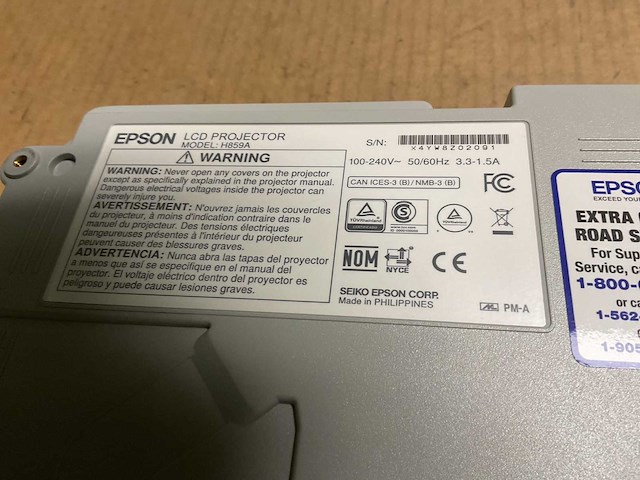 EPSON LCD PROJECTOR
MODEL: H859A
WARNING
WARNING: Never open any covers on the projector
except as specifically explained in the projector manual.
Dangerous electrical voltages inside the projector can
severely injure you.
AVERTISSEMENT: N'ouvrez jamais les couvercles
du projecteur, à moins d'indication contraire dans le
manuel du projecteur. Des tensions électriques
dangereuses présentes à l'intérieur du projecteur
peuvent causer des blessures graves.
ADVERTENCIA: Nunca abra las tapas del proyector
a menos que así se especifique en el manual del
proyector. El voltaje eléctrico dentro del proyector es
peligroso y puede causar lesiones graves.
S/N:
X4YW8Z02091
100-240V~ 50/60Hz 3.3-1.5A
CAN ICES-3 (B) / NMB-3 (B)
FC
TÜVRheinland
S
NOM
NYCE
CE
SEIKO EPSON CORP.
Made in PHILIPPINES
PM-A
EPS
EXCEED YOUR
EXTRA
ROAD S
For Sup
Service, c
1-800-
or ca
1-562
1-905